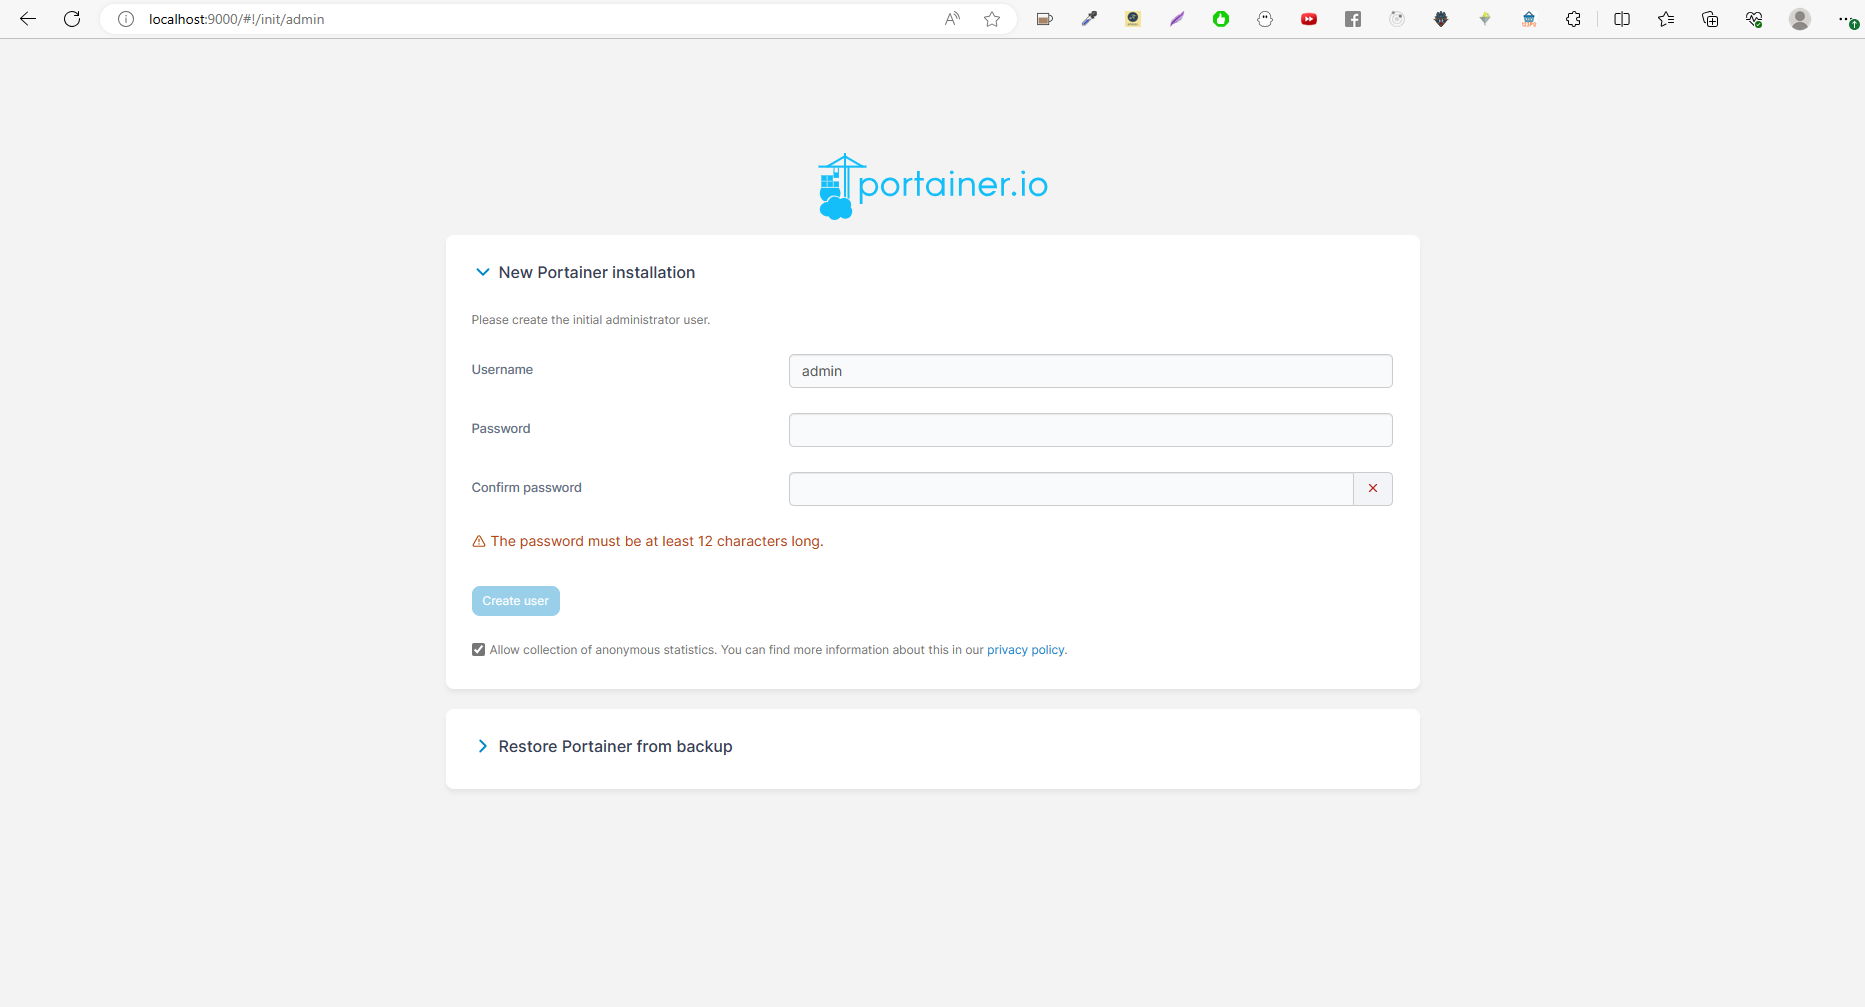 localhost:9000/#!/init/admin
portainer.io
New Portainer installation
Please create the initial administrator user.
Username
admin
Password
Confirm password
The password must be at least 12 characters long.
Create user
Allow collection of anonymous statistics. You can find more information about this in our privacy policy.
Restore Portainer from backup